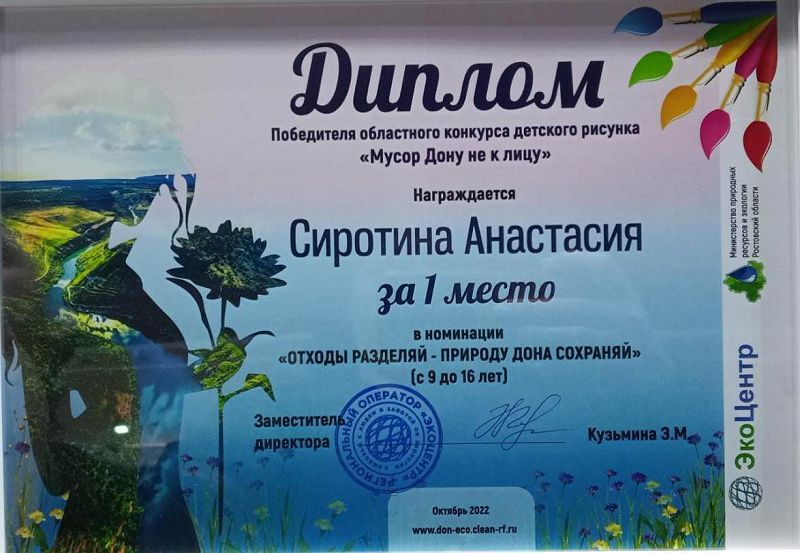 Диплом
Победителя областного конкурса детского рисунка
«Мусор Дону не к лицу»
Награждается
Сиротина Анастасия
за 1 место
в номинации
«ОТХОДЫ РАЗДЕЛЯЙ - ПРИРОДУ ДОНА СОХРАНЯЙ»
(с 9 до 16 лет)
Заместитель
директора
Кузьмина Э.М.
РЕГИОНАЛЬНЫЙ ОПЕРАТОР «ЭКОЦЕНТР»
Октябрь 2022
www.don-eco.clean-rf.ru
Министерство природных
ресурсов и экологии
Ростовский области
ЭкоЦентр